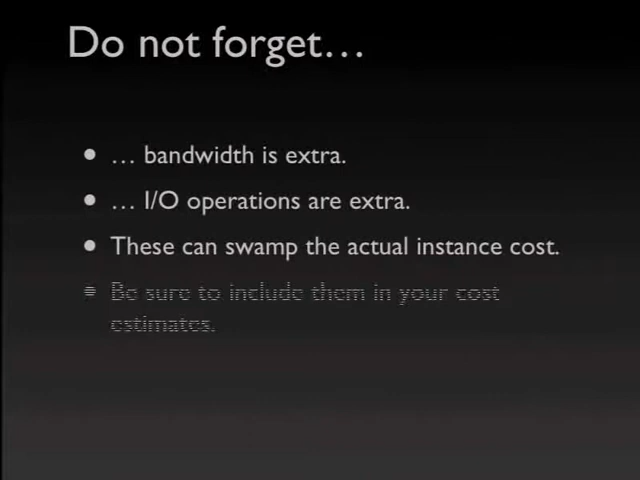 Do not forget…
• … bandwidth is extra.
• … I/O operations are extra.
• These can swamp the actual instance cost.
• Be sure to include them in your cost
estimates.